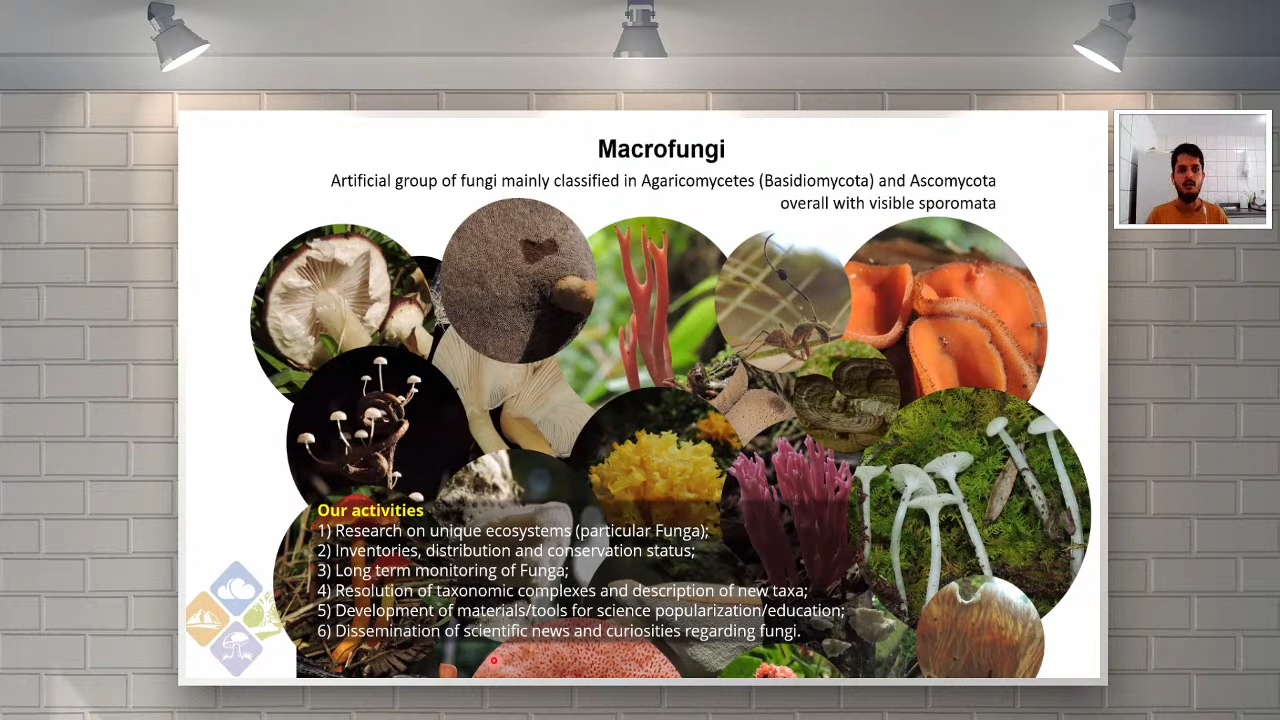 Macrofungi
Artificial group of fungi mainly classified in Agaricomycetes (Basidiomycota) and Ascomycota
overall with visible sporomata
Our activities
1) Research on unique ecosystems (particular Funga);
2) Inventories, distribution and conservation status;
3) Long term monitoring of Funga;
4) Resolution of taxonomic complexes and description of new taxa;
5) Development of materials/tools for science popularization/education;
6) Dissemination of scientific news and curiosities regarding fungi.